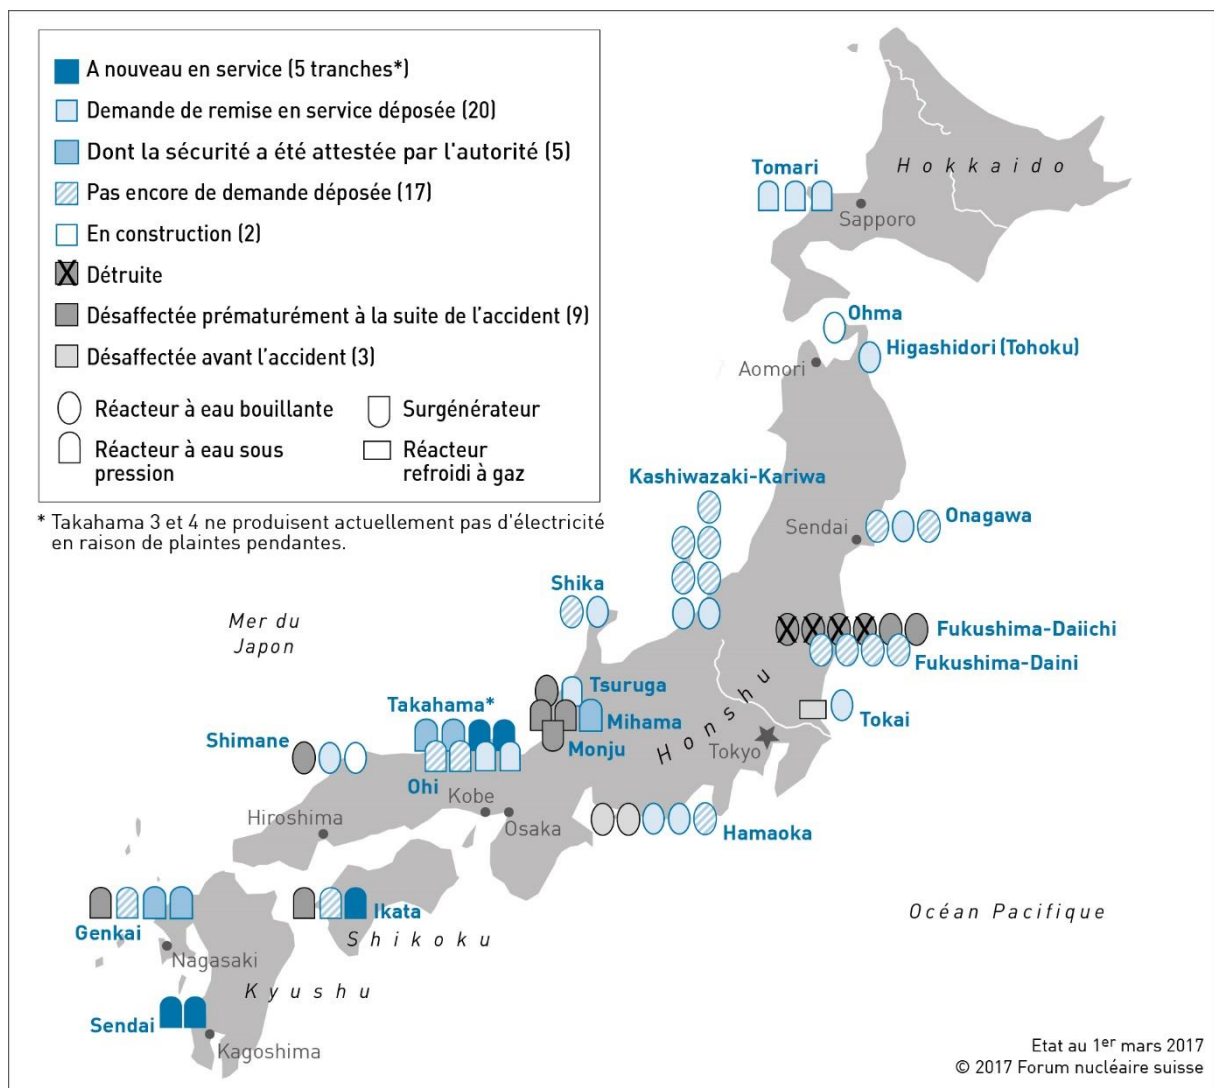 A nouveau en service (5 tranches*)
Demande de remise en service déposée (20)
Dont la sécurité a été attestée par l'autorité (5)
Pas encore de demande déposée (17)
En construction (2)
Détruite
Désaffectée prématurément à la suite de l’accident (9)
Désaffectée avant l’accident (3)
Réacteur à eau bouillante
Surgénérateur
Réacteur à eau sous
pression
Réacteur
refroidi à gaz
* Takahama 3 et 4 ne produisent actuellement pas d'électricité
en raison de plaintes pendantes.
Hokkaido
Tomari
Sapporo
Ohma
Higashidori (Tohoku)
Aomori
Kashiwazaki-Kariwa
Sendai
Onagawa
Shika
Mer du
Japon
Fukushima-Daiichi
Fukushima-Daini
Tsuruga
Takahama*
Mihama
Tokai
Honshu
Shimane
Monju
Tokyo
Ohi
Kobe
Hiroshima
Osaka
Hamaoka
Ikata
Océan Pacifique
Genkai
Shikoku
Nagasaki
Kyushu
Sendai
Kagoshima
Etat au 1er mars 2017
© 2017 Forum nucléaire suisse